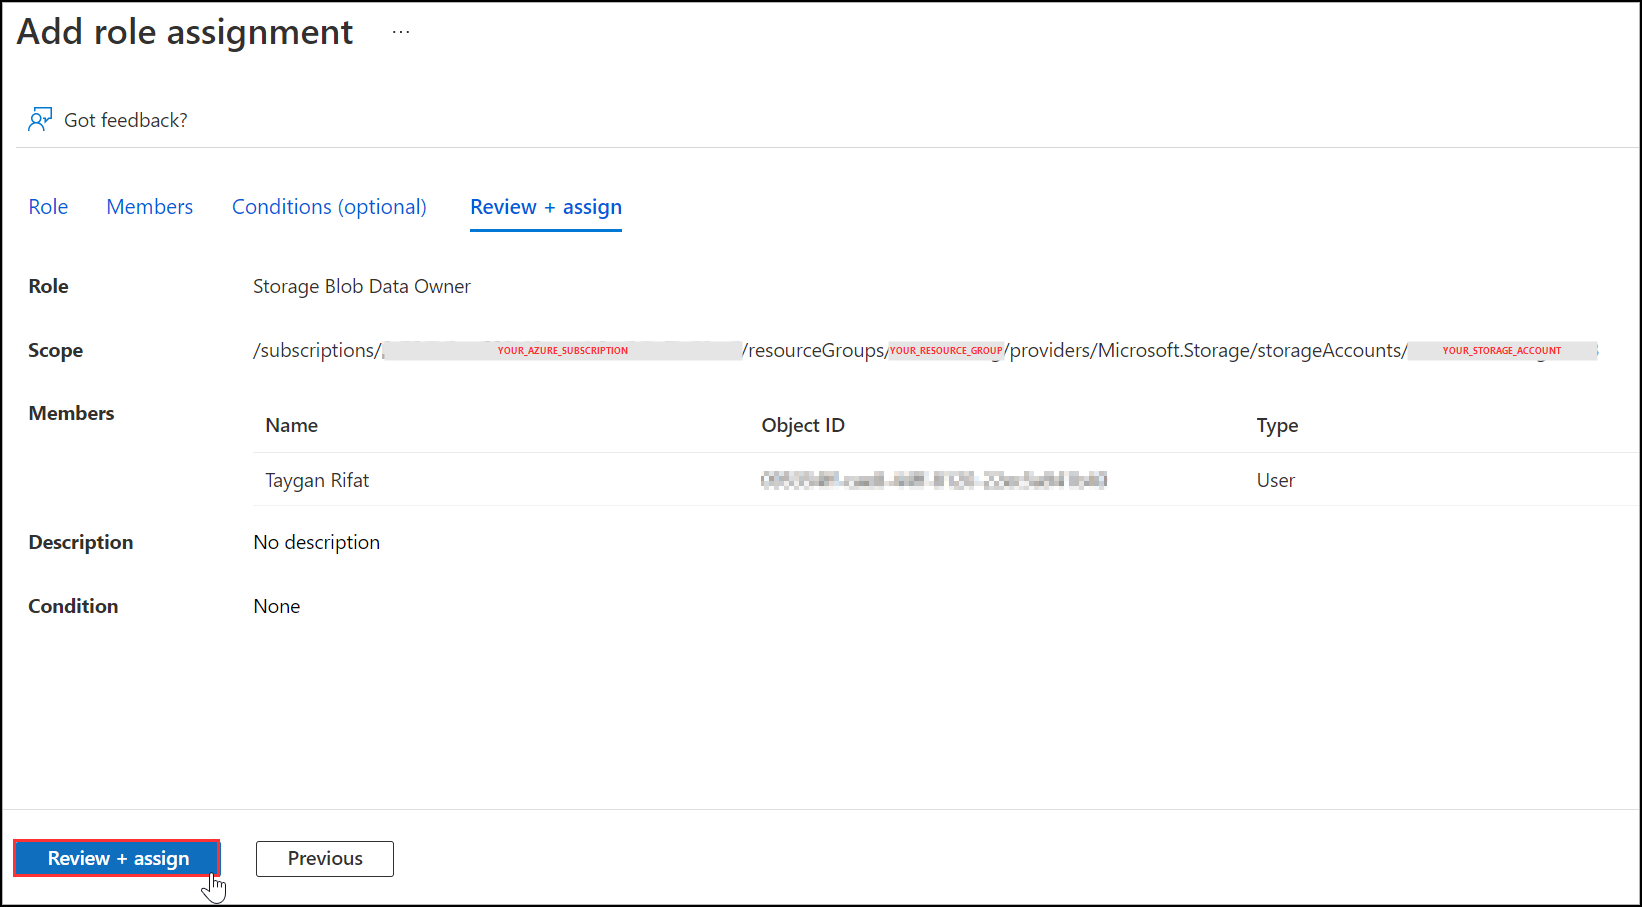 Add role assignment ...
Got feedback?
Role Members Conditions (optional) Review + assign
Role Storage Blob Data Owner
Scope /subscriptions/YOUR_AZURE_SUBSCRIPTION/resourceGroups/YOUR_RESOURCE_GROUP/providers/Microsoft.Storage/storageAccounts/YOUR_STORAGE_ACCOUNT
Members
Name Object ID Type
Taygan Rifat User
Description No description
Condition None
Review + assign Previous